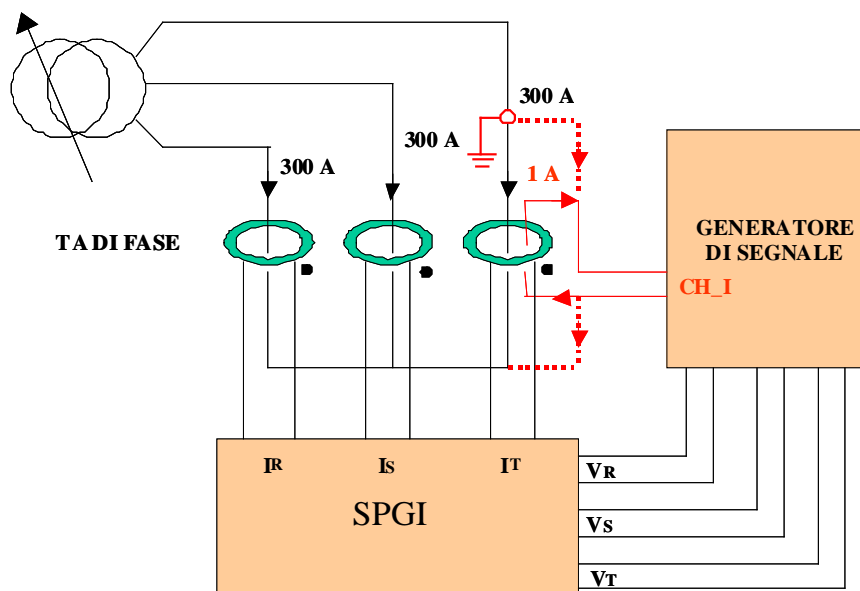 300 A
300 A
300 A
1 A
TA DI FASE
GENERATORE
DI SEGNALE
CH_I
IR
IS
IT
SPGI
VR
VS
VT